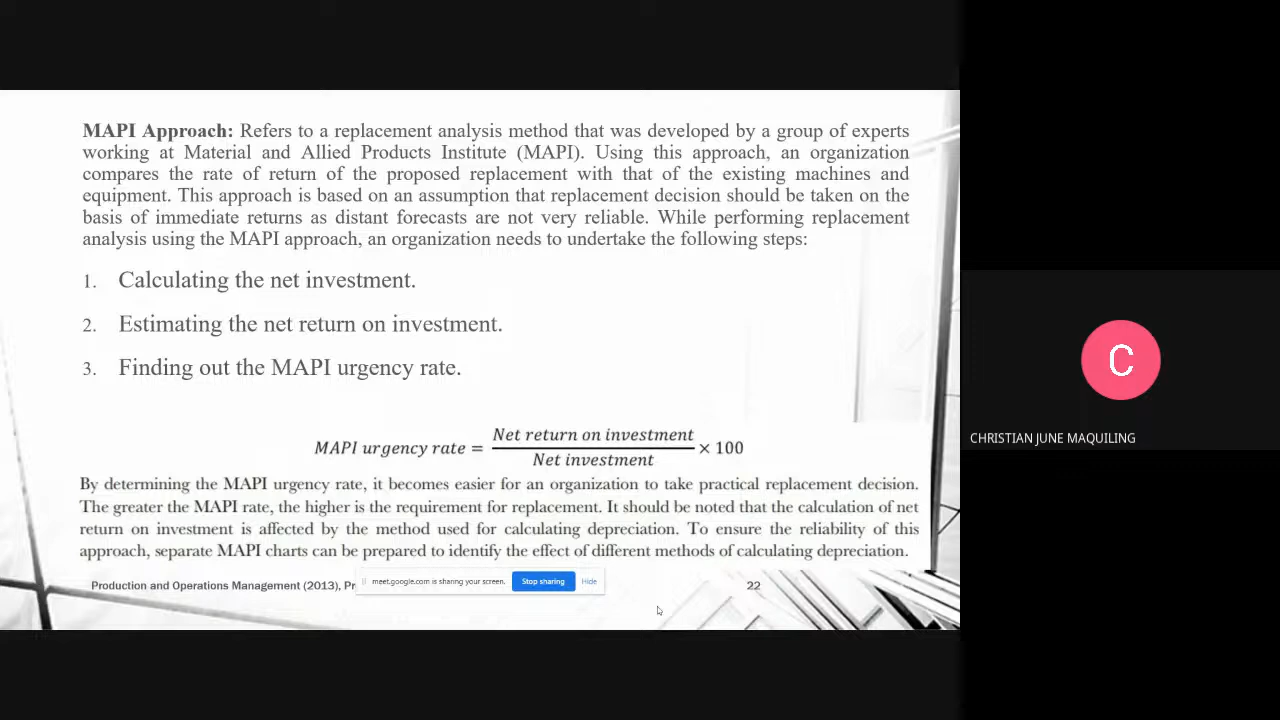 MAPI Approach: Refers to a replacement analysis method that was developed by a group of experts
working at Material and Allied Products Institute (MAPI). Using this approach, an organization
compares the rate of return of the proposed replacement with that of the existing machines and
equipment. This approach is based on an assumption that replacement decision should be taken on the
basis of immediate returns as distant forecasts are not very reliable. While performing replacement
analysis using the MAPI approach, an organization needs to undertake the following steps:
1. Calculating the net investment.
2. Estimating the net return on investment.
3. Finding out the MAPI urgency rate.
Net return on investment
MAPI urgency rate = × 100
Net investment
By determining the MAPI urgency rate, it becomes easier for an organization to take practical replacement decision.
The greater the MAPI rate, the higher is the requirement for replacement. It should be noted that the calculation of net
return on investment is affected by the method used for calculating depreciation. To ensure the reliability of this
approach, separate MAPI charts can be prepared to identify the effect of different methods of calculating depreciation.
Production and Operations Management (2013), Pr
meet.google.com is sharing your screen. Stop sharing Hide
22
C
CHRISTIAN JUNE MAQUILING